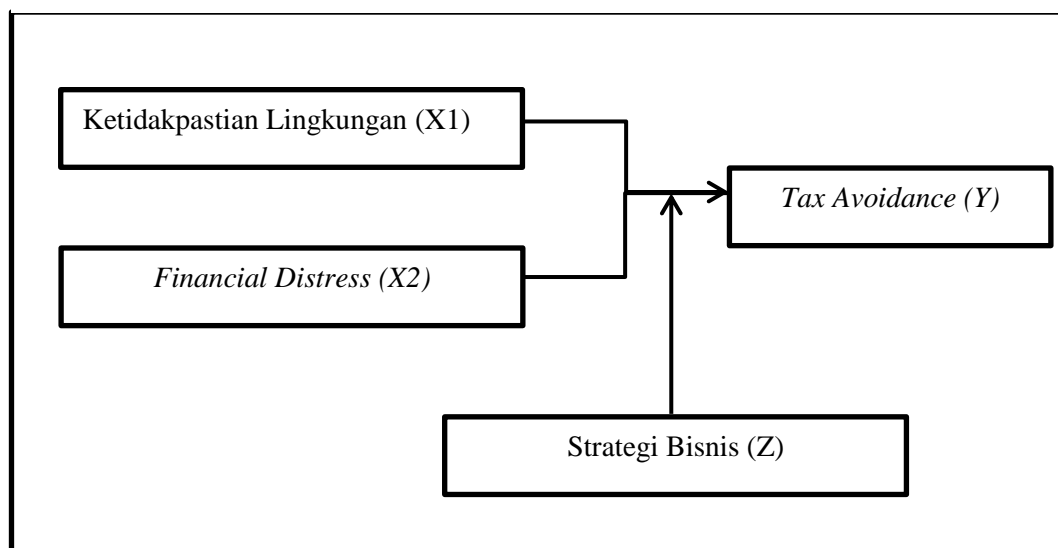 Ketidakpastian Lingkungan (X1)
Tax Avoidance (Y)
Financial Distress (X2)
Strategi Bisnis (Z)